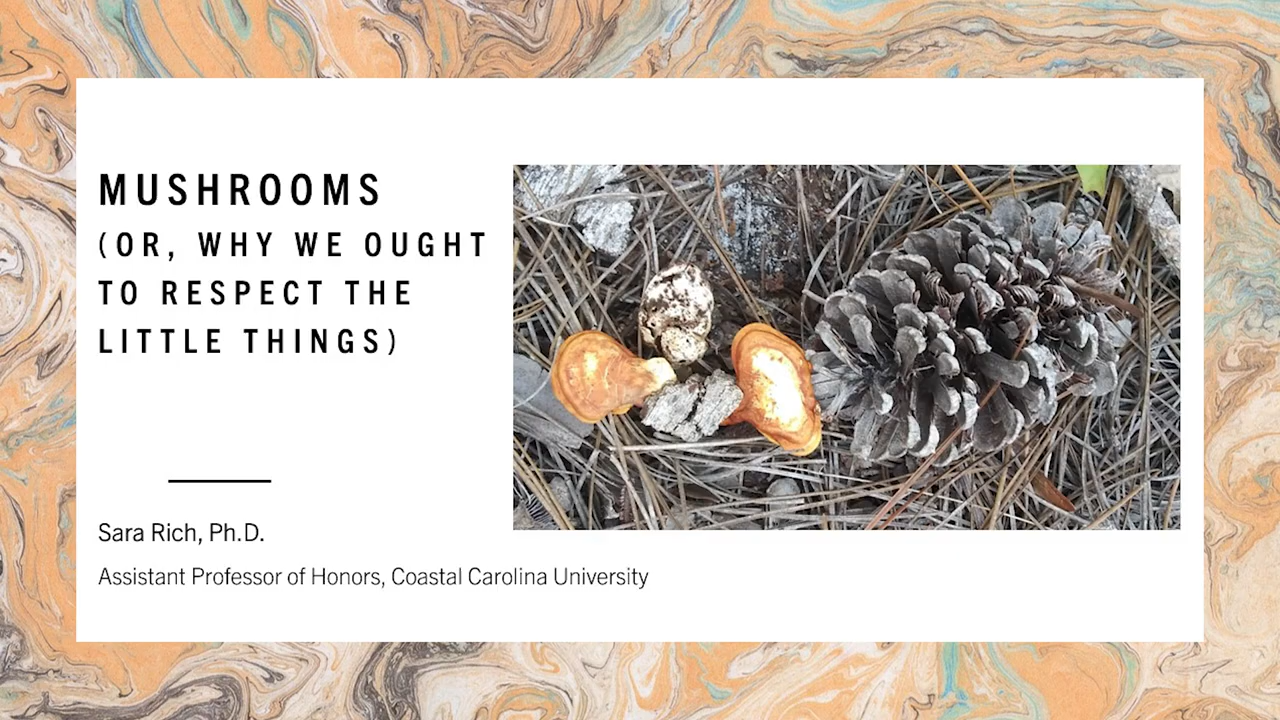 MUSHROOMS
(OR, WHY WE OUGHT
TO RESPECT THE
LITTLE THINGS)
Sara Rich, Ph.D.
Assistant Professor of Honors, Coastal Carolina University